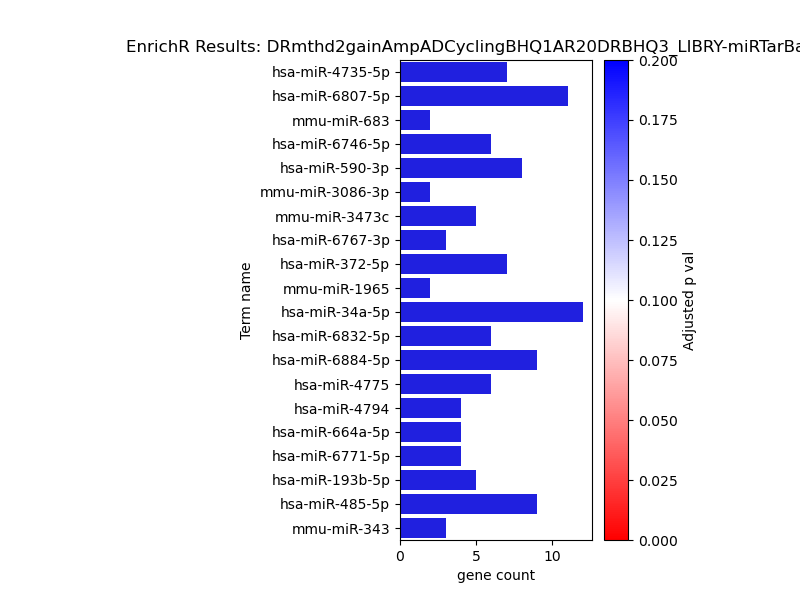 EnrichR Results: DRmthd2gainAmpADCyclingBHQ1AR20DRBHQ3_LIBRY-miRTarBa
hsa-miR-4735-5p
hsa-miR-6807-5p
mmu-miR-683
hsa-miR-6746-5p
hsa-miR-590-3p
mmu-miR-3086-3p
mmu-miR-3473c
hsa-miR-6767-3p
hsa-miR-372-5p
mmu-miR-1965
hsa-miR-34a-5p
hsa-miR-6832-5p
hsa-miR-6884-5p
hsa-miR-4775
hsa-miR-4794
hsa-miR-664a-5p
hsa-miR-6771-5p
hsa-miR-193b-5p
hsa-miR-485-5p
mmu-miR-343
Term name
0 5 10
gene count
0.200
0.175
0.150
0.125
0.100
0.075
0.050
0.025
0.000
Adjusted p val